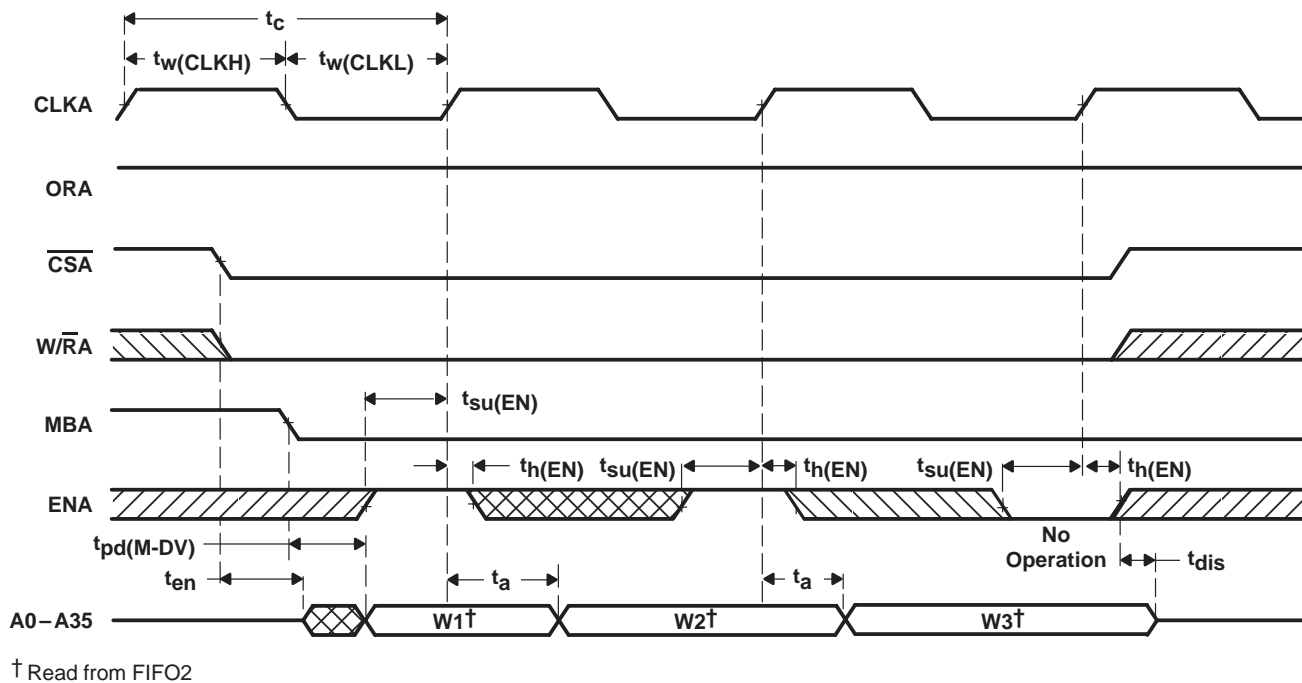 tc
tw(CLKH) tw(CLKL)
CLKA
ORA
CSA
W/RA
tsu(EN)
MBA
th(EN) tsu(EN) th(EN) tsu(EN) th(EN)
ENA
tpd(M-DV) No
Operation tdis
ten ta ta
A0–A35 W1† W2† W3†
† Read from FIFO2